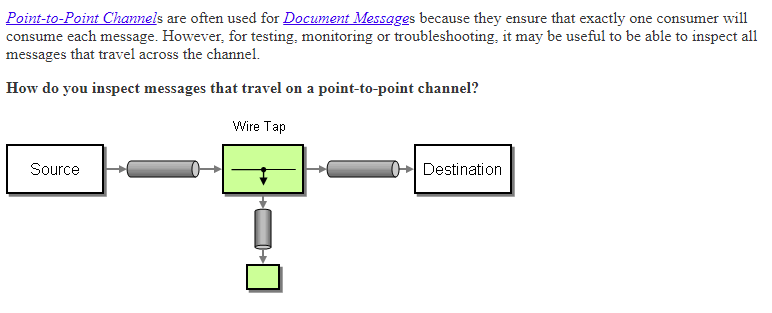 Point-to-Point Channels are often used for Document Messages because they ensure that exactly one consumer will
consume each message. However, for testing, monitoring or troubleshooting, it may be useful to be able to inspect all
messages that travel across the channel.
How do you inspect messages that travel on a point-to-point channel?
Wire Tap
Source
Destination